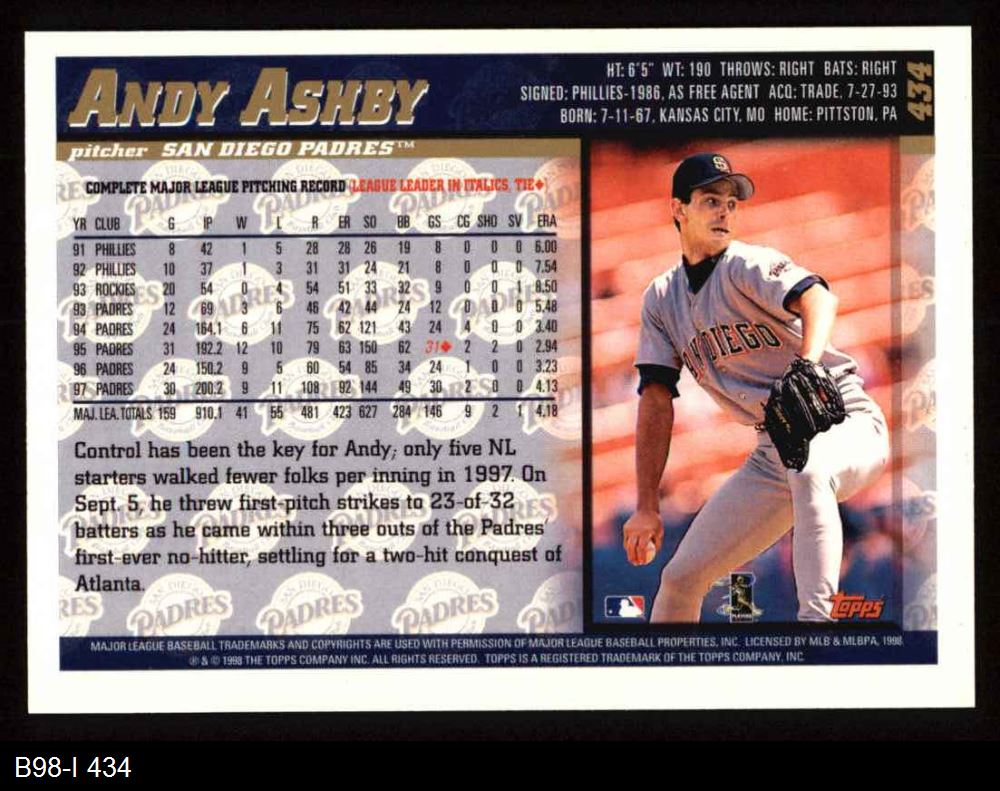 ANDY ASHBY
HT: 6'5" WT: 190 THROWS: RIGHT BATS: RIGHT
SIGNED: PHILLIES-1986, AS FREE AGENT ACQ: TRADE, 7-27-93
BORN: 7-11-67, KANSAS CITY, MO HOME: PITTSTON, PA
434
pitcher SAN DIEGO PADRES™
COMPLETE MAJOR LEAGUE PITCHING RECORD (LEAGUE LEADER IN ITALICS, TIE◆)
YR CLUB G IP W L R ER SO BB GS CG SHO SV ERA
91 PHILLIES 8 42 1 5 28 28 26 19 8 0 0 0 6.00
92 PHILLIES 10 37 1 3 31 31 24 21 8 0 0 0 7.54
93 ROCKIES 20 54 0 4 54 51 33 32 9 0 0 1 8.50
93 PADRES 12 69 3 6 46 42 44 24 12 0 0 0 5.48
94 PADRES 24 164.1 6 11 75 62 121 43 24 4 0 0 3.40
95 PADRES 31 192.2 12 10 79 63 150 62 31◆ 2 2 0 2.94
96 PADRES 24 150.2 9 5 60 54 85 34 24 1 0 0 3.23
97 PADRES 30 200.2 9 11 108 92 144 49 30 2 0 0 4.13
MAJ. LEA. TOTALS 159 910.1 41 55 481 423 627 284 146 9 2 1 4.18
Control has been the key for Andy; only five NL
starters walked fewer folks per inning in 1997. On
Sept. 5, he threw first-pitch strikes to 23-of-32
batters as he came within three outs of the Padres'
first-ever no-hitter, settling for a two-hit conquest of
Atlanta.
SAN DIEGO
Topps
MAJOR LEAGUE BASEBALL TRADEMARKS AND COPYRIGHTS ARE USED WITH PERMISSION OF MAJOR LEAGUE BASEBALL PROPERTIES, INC. LICENSED BY MLB & MLBPA, 1998
℗ & © 1998 THE TOPPS COMPANY INC. ALL RIGHTS RESERVED. TOPPS IS A REGISTERED TRADEMARK OF THE TOPPS COMPANY, INC.
B98-I 434